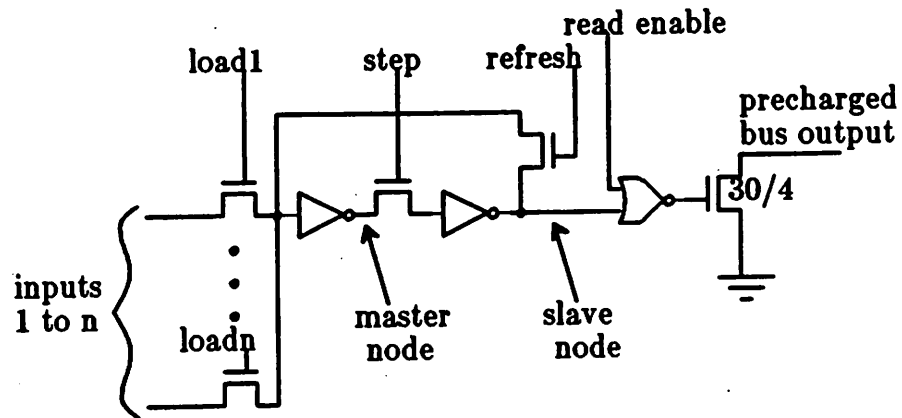 read enable
load1
step
refresh
precharged
bus output
30/4
inputs
1 to n
loadn
master
node
slave
node